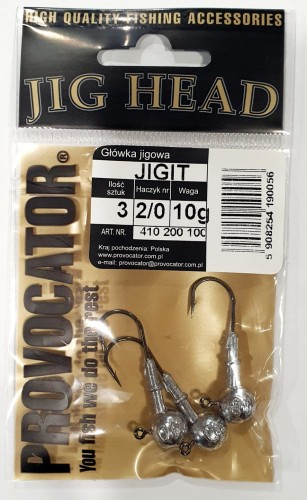 HIGH QUALITY FISHING ACCESSORIES
JIG HEAD
PROVOCATOR®
You fish we do the rest
Główka jigowa
JIGIT
Ilość sztuk Haczyk nr Waga
3 2/0 10g
ART. NR. 410 200 100
Kraj pochodzenia: Polska
www.provocator.com.pl
e-mail: provocator@provocator.com.pl
5 908254 190056